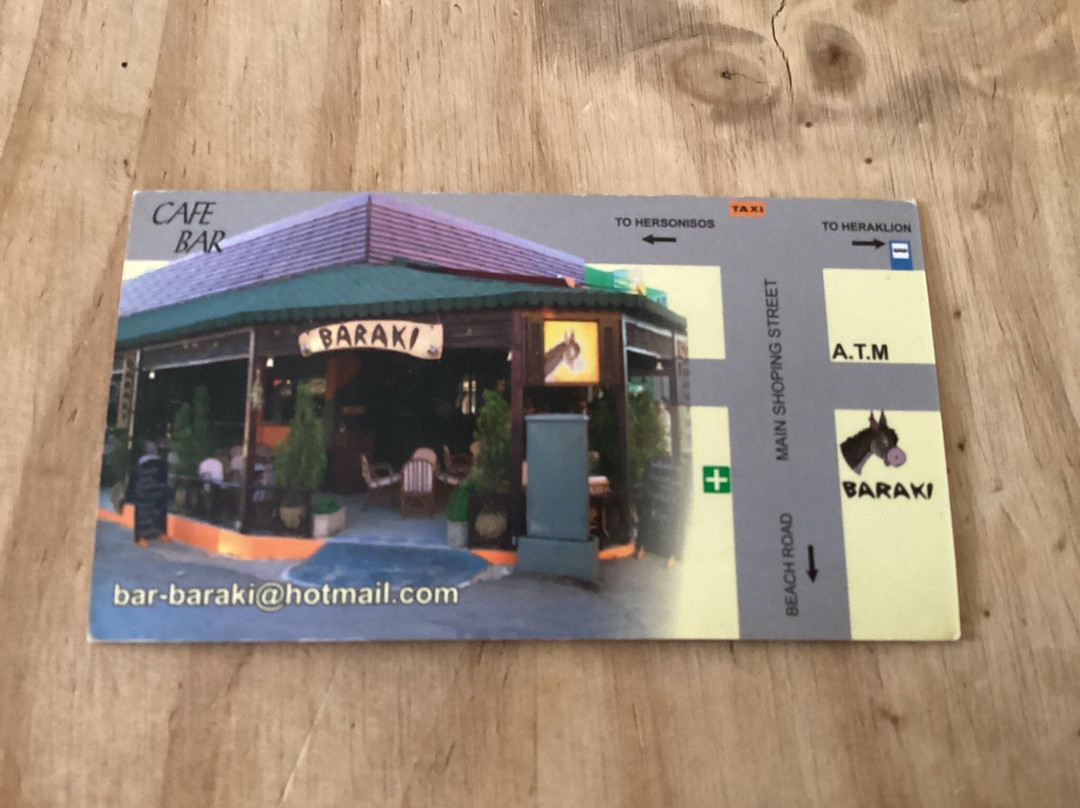 CAFE
BAR
BARAKI
bar-baraki@hotmail.com
TAXI
TO HERSONISOS
TO HERAKLION
MAIN SHOPING STREET
A.T.M
BARAKI
BEACH ROAD